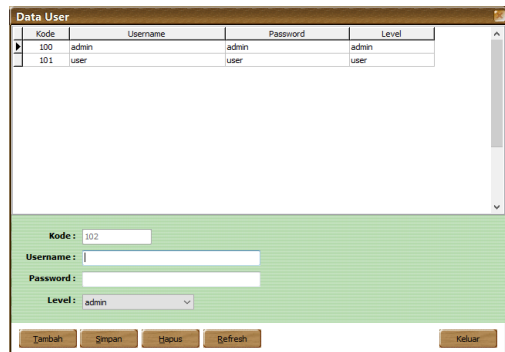 Data User
Kode Username Password Level
100 admin admin admin
101 user user user
Kode : 102
Username :
Password :
Level : admin
Tambah Simpan Hapus Refresh Keluar